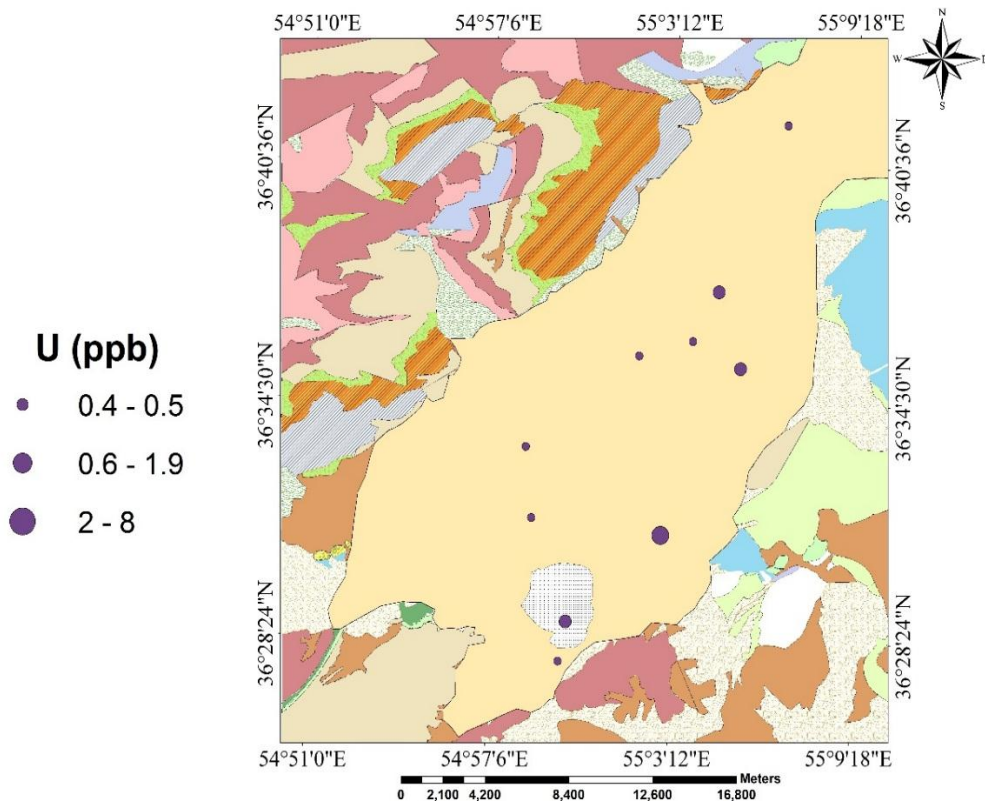 54°51'0"E 54°57'6"E 55°3'12"E 55°9'18"E
N
W E
S
36°40'36"N 36°40'36"N
U (ppb)
0.4 - 0.5
0.6 - 1.9
2 - 8
36°34'30"N 36°34'30"N
36°28'24"N 36°28'24"N
54°51'0"E 54°57'6"E 55°3'12"E 55°9'18"E
Meters
0 2,100 4,200 8,400 12,600 16,800